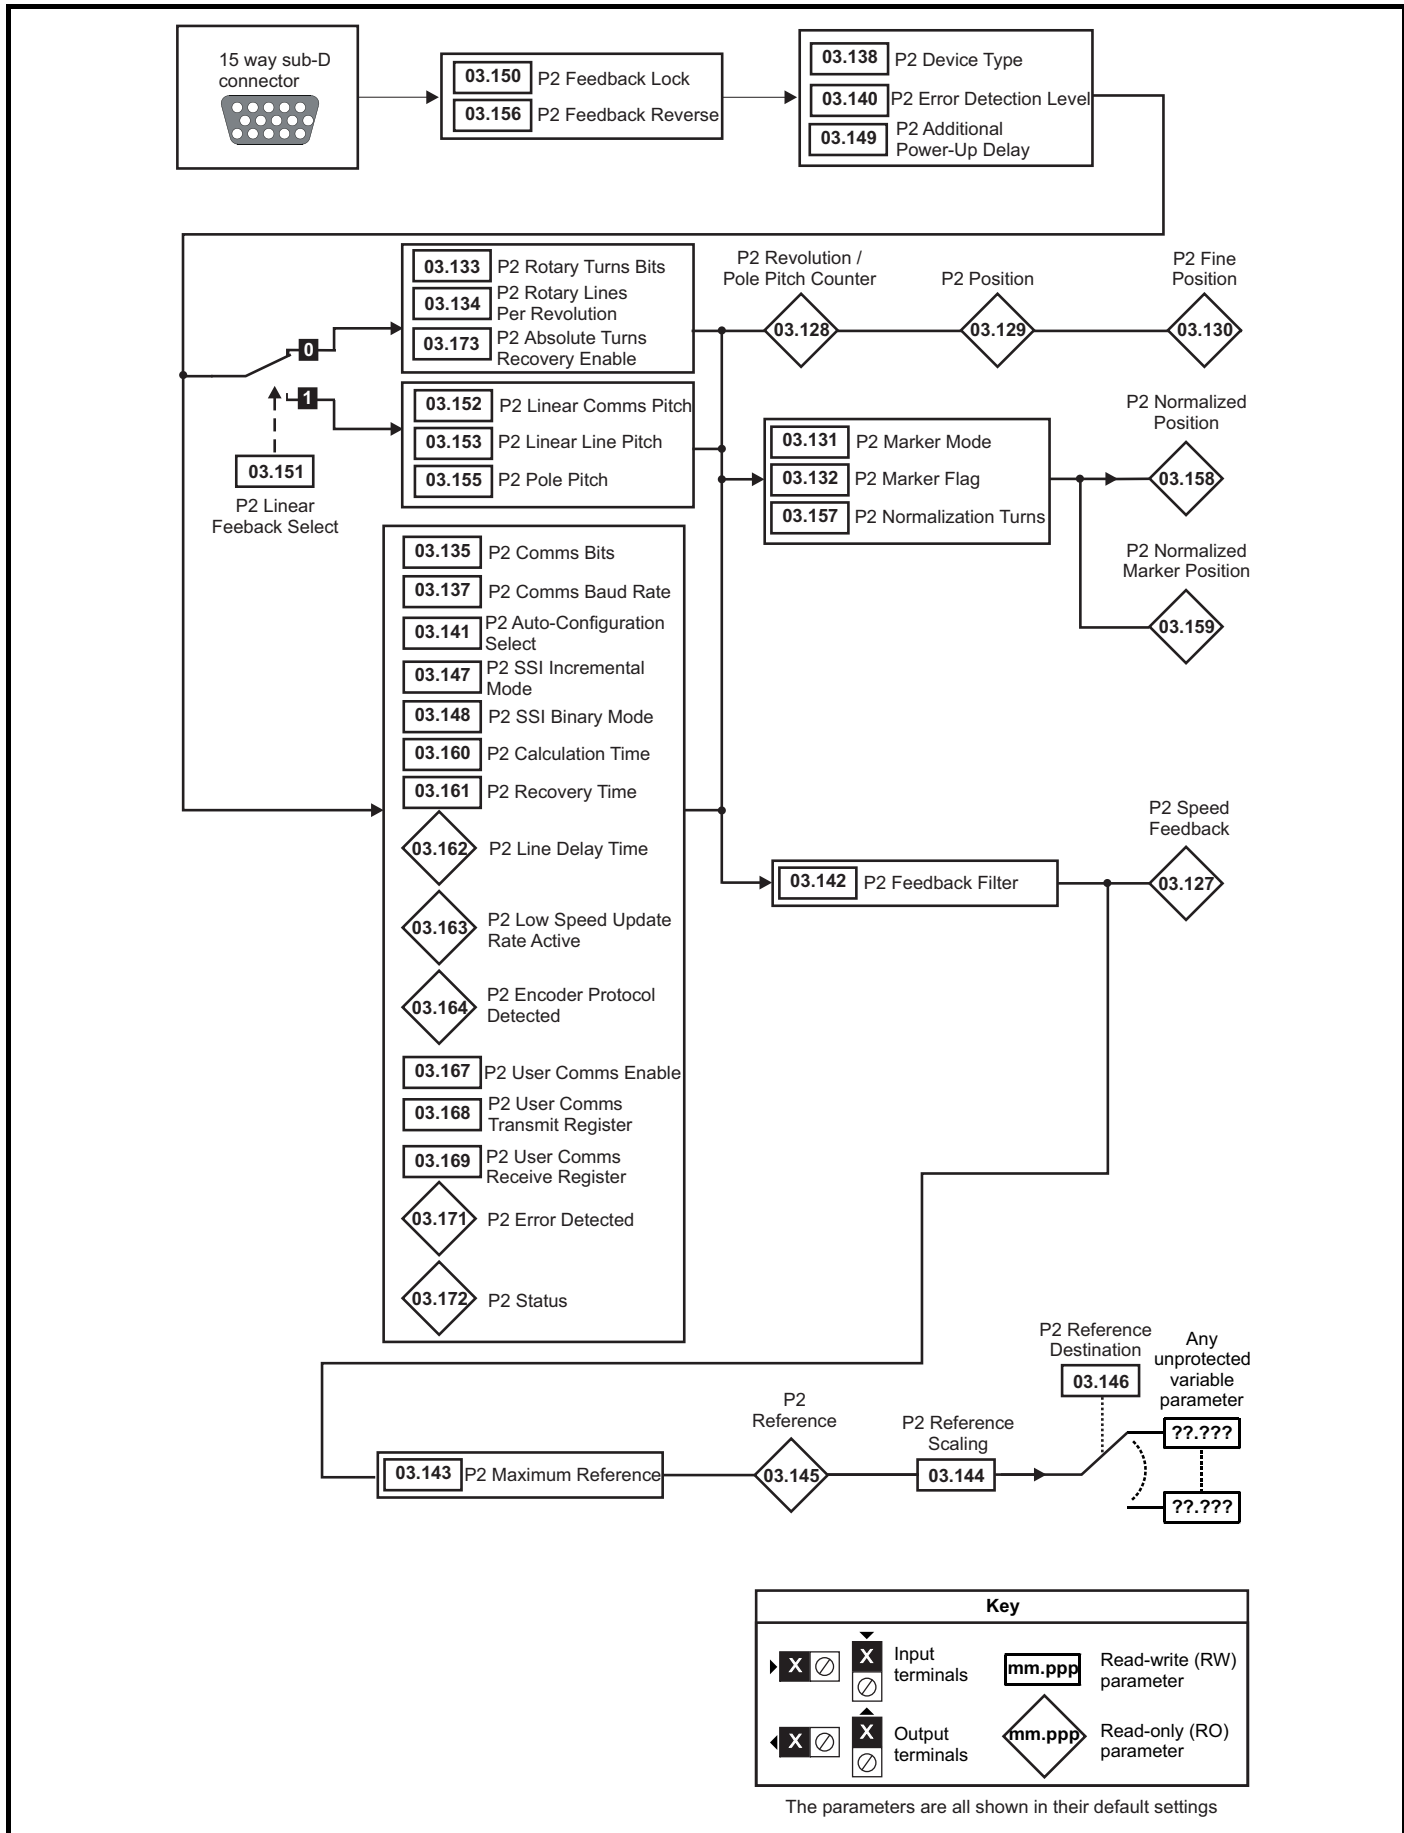 15 way sub-D
connector
03.150 P2 Feedback Lock
03.156 P2 Feedback Reverse
03.138 P2 Device Type
03.140 P2 Error Detection Level
03.149 P2 Additional
Power-Up Delay
03.133 P2 Rotary Turns Bits
03.134 P2 Rotary Lines
Per Revolution
03.173 P2 Absolute Turns
Recovery Enable
0
1
03.151
P2 Linear
Feeback Select
03.152 P2 Linear Comms Pitch
03.153 P2 Linear Line Pitch
03.155 P2 Pole Pitch
P2 Revolution /
Pole Pitch Counter
03.128
P2 Position
03.129
P2 Fine
Position
03.130
03.131 P2 Marker Mode
03.132 P2 Marker Flag
03.157 P2 Normalization Turns
P2 Normalized
Position
03.158
P2 Normalized
Marker Position
03.159
03.135 P2 Comms Bits
03.137 P2 Comms Baud Rate
03.141 P2 Auto-Configuration
Select
03.147 P2 SSI Incremental
Mode
03.148 P2 SSI Binary Mode
03.160 P2 Calculation Time
03.161 P2 Recovery Time
03.162 P2 Line Delay Time
03.163 P2 Low Speed Update
Rate Active
03.164 P2 Encoder Protocol
Detected
03.167 P2 User Comms Enable
03.168 P2 User Comms
Transmit Register
03.169 P2 User Comms
Receive Register
03.171 P2 Error Detected
03.172 P2 Status
03.142 P2 Feedback Filter
P2 Speed
Feedback
03.127
03.143 P2 Maximum Reference
P2
Reference
03.145
P2 Reference
Scaling
03.144
P2 Reference
Destination
03.146
Any
unprotected
variable
parameter
??.???
??.???
Key
X X Input
terminals
mm.ppp Read-write (RW)
parameter
X X Output
terminals
mm.ppp Read-only (RO)
parameter
The parameters are all shown in their default settings